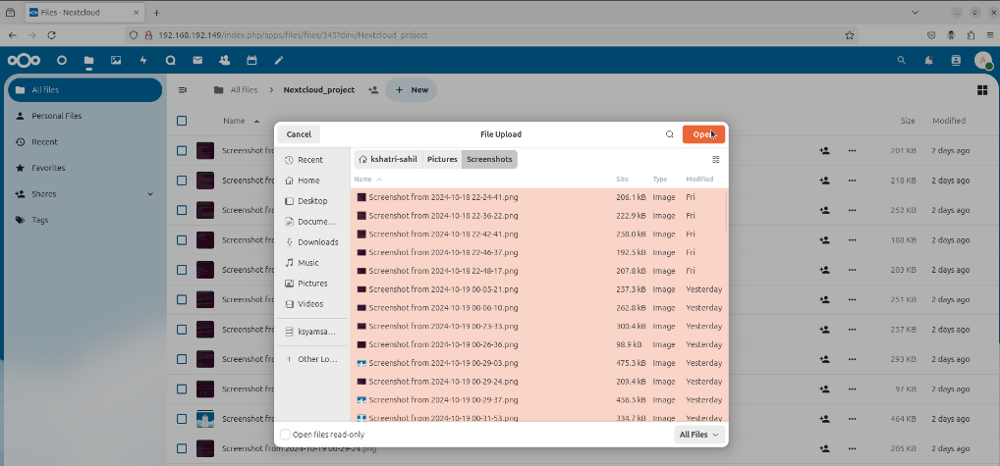 Files - Nextcloud
192.168.192.149/index.php/apps/files/files/345?dir=/Nextcloud_project
A
All files
Personal Files
Recent
Favorites
Shares
Tags
All files
Nextcloud_project
+ New
Name
Size
Modified
Screenshot fr
201 KB
2 days ago
Screenshot fr
218 KB
2 days ago
Screenshot fr
252 KB
2 days ago
Screenshot fr
188 KB
2 days ago
Screenshot fr
203 KB
2 days ago
Screenshot fr
251 KB
2 days ago
Screenshot fr
257 KB
2 days ago
Screenshot fr
293 KB
2 days ago
Screenshot fr
97 KB
2 days ago
Screenshot fr
464 KB
2 days ago
Screenshot from 2024-10-19 00-29-24.png
205 KB
2 days ago
Cancel
File Upload
Open
Recent
Home
Desktop
Docume...
Downloads
Music
Pictures
Videos
ksyamsa...
+ Other Lo...
kshatri-sahil
Pictures
Screenshots
Name
Size
Type
Modified
Screenshot from 2024-10-18 22-24-41.png 206.1 kB Image Fri
Screenshot from 2024-10-18 22-36-22.png 222.9 kB Image Fri
Screenshot from 2024-10-18 22-42-41.png 258.0 kB Image Fri
Screenshot from 2024-10-18 22-46-37.png 192.5 kB Image Fri
Screenshot from 2024-10-18 22-48-17.png 207.8 kB Image Fri
Screenshot from 2024-10-19 00-05-21.png 257.3 kB Image Yesterday
Screenshot from 2024-10-19 00-06-10.png 262.8 kB Image Yesterday
Screenshot from 2024-10-19 00-23-33.png 300.4 kB Image Yesterday
Screenshot from 2024-10-19 00-26-36.png 98.9 kB Image Yesterday
Screenshot from 2024-10-19 00-29-03.png 475.3 kB Image Yesterday
Screenshot from 2024-10-19 00-29-24.png 209.4 kB Image Yesterday
Screenshot from 2024-10-19 00-29-37.png 456.5 kB Image Yesterday
Screenshot from 2024-10-19 00-31-53.png 334.7 kB Image Yesterday
Open files read-only
All Files